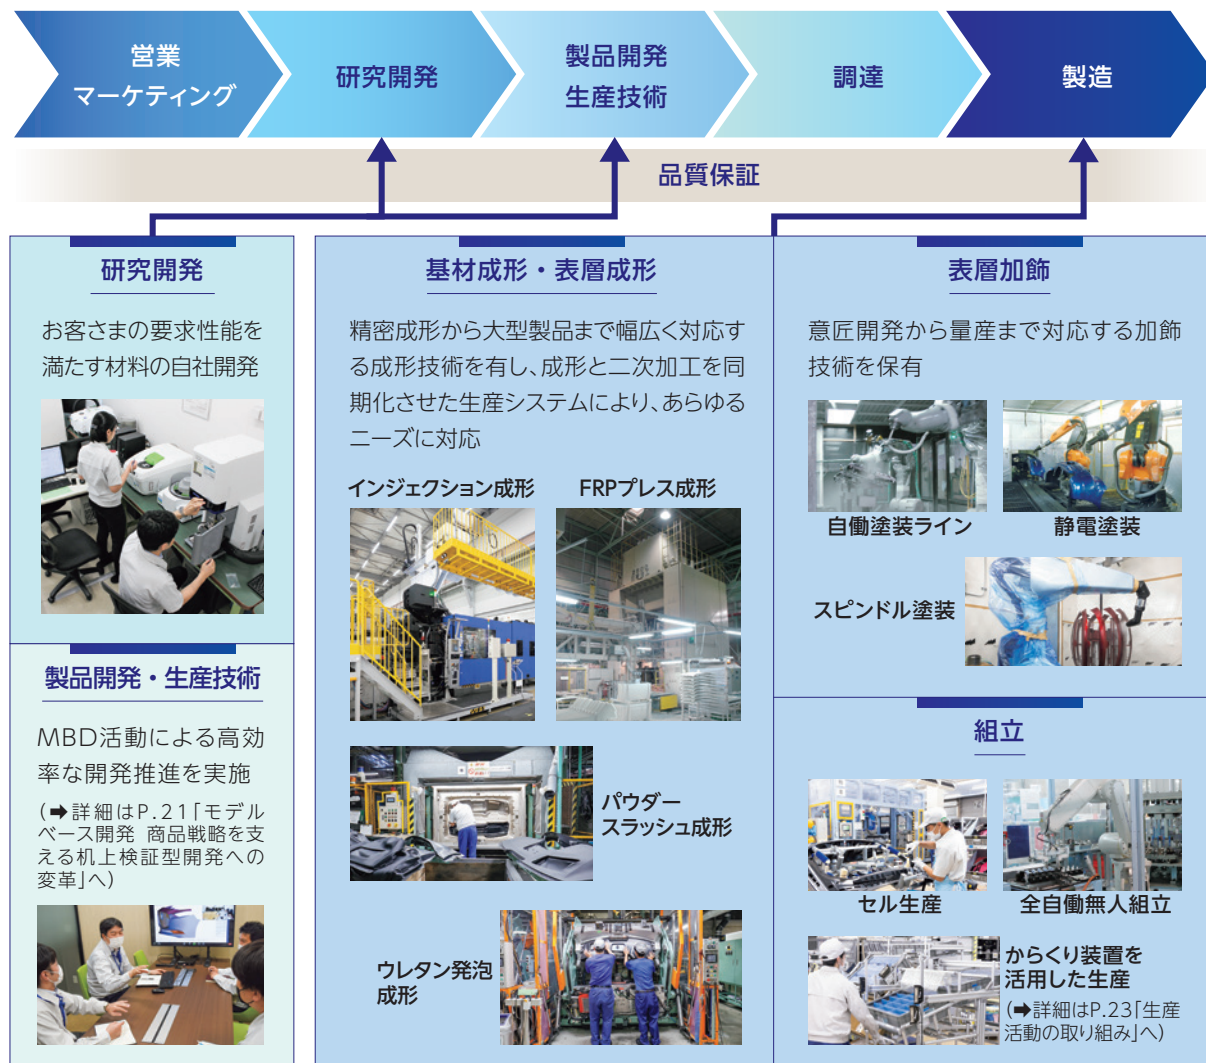 営業
マーケティング
研究開発
製品開発
生産技術
調達
製造
品質保証
研究開発
お客さまの要求性能を
満たす材料の自社開発
製品開発・生産技術
MBD活動による高効
率な開発推進を実施
(➡詳細はP.21「モデル
ベース開発 商品戦略を支
える机上検証型開発への
変革」へ)
基材成形・表層成形
精密成形から大型製品まで幅広く対応す
る成形技術を有し、成形と二次加工を同
期化させた生産システムにより、あらゆる
ニーズに対応
インジェクション成形
FRPプレス成形
パウダー
スラッシュ成形
ウレタン発泡
成形
表層加飾
意匠開発から量産まで対応する加飾
技術を保有
自働塗装ライン
静電塗装
スピンドル塗装
組立
セル生産
全自働無人組立
からくり装置を
活用した生産
(➡詳細はP.23「生産
活動の取り組み」へ)